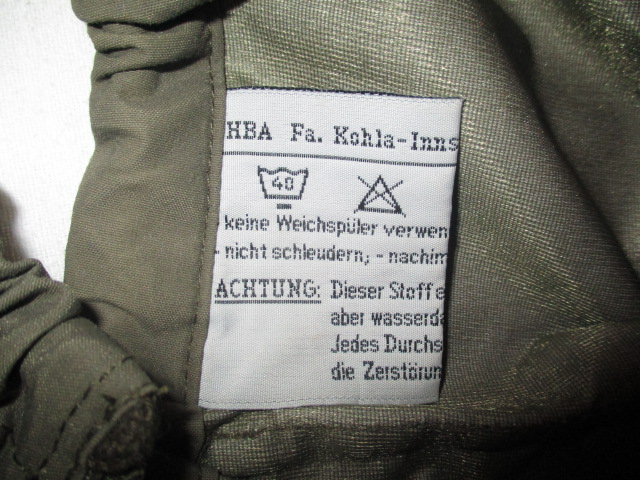 HBA Fa. Kohla-Inns
40
keine Weichspüler verwen
- nicht schleudern; - nachim
ACHTUNG: Dieser Stoff e
aber wasserda
Jedes Durchs
die Zerstörun